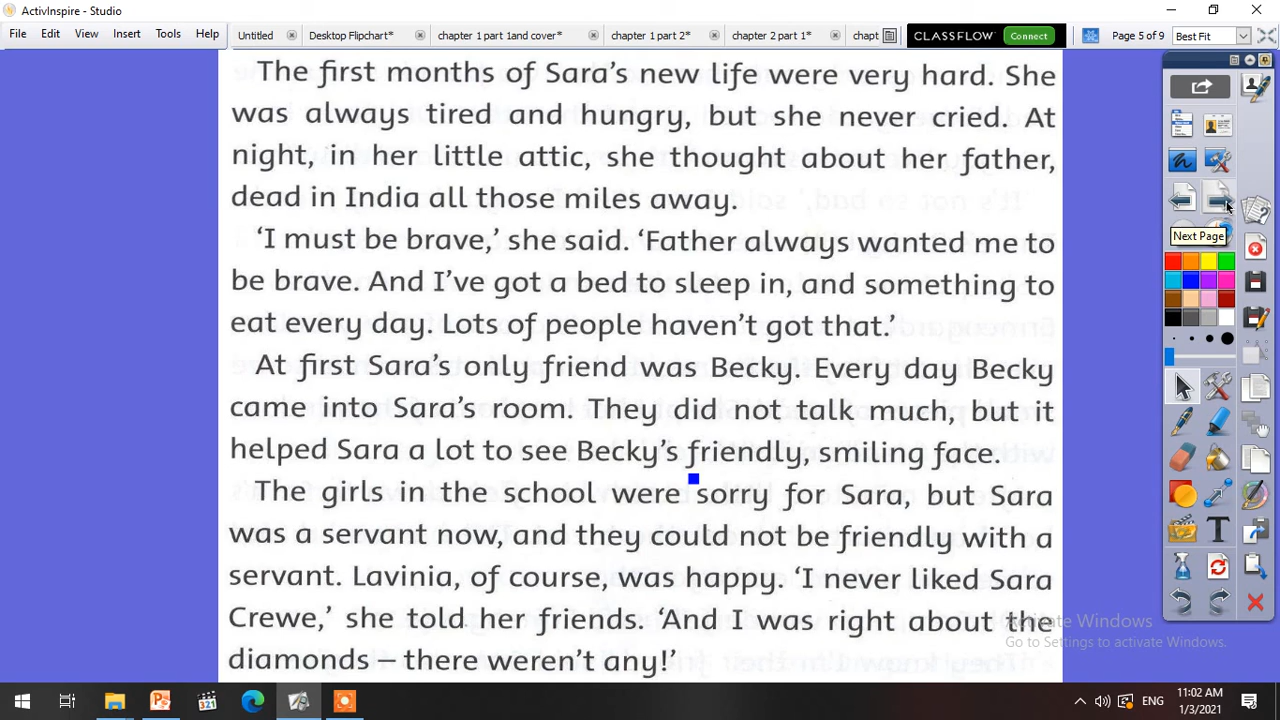 ActivInspire - Studio
File Edit View Insert Tools Help
Untitled Desktop Flipchart* chapter 1 part 1and cover* chapter 1 part 2* chapter 2 part 1* chapt CLASSFLOW Connect Page 5 of 9 Best Fit
The first months of Sara's new life were very hard. She
was always tired and hungry, but she never cried. At
night, in her little attic, she thought about her father,
dead in India all those miles away.
'I must be brave,' she said. 'Father always wanted me to
be brave. And I've got a bed to sleep in, and something to
eat every day. Lots of people haven't got that.'
At first Sara's only friend was Becky. Every day Becky
came into Sara's room. They did not talk much, but it
helped Sara a lot to see Becky's friendly, smiling face.
The girls in the school were sorry for Sara, but Sara
was a servant now, and they could not be friendly with a
servant. Lavinia, of course, was happy. 'I never liked Sara
Crewe,' she told her friends. 'And I was right about the
diamonds – there weren't any!'
Next Page
Activate Windows
Go to Settings to activate Windows.
321
ENG
11:02 AM
1/3/2021